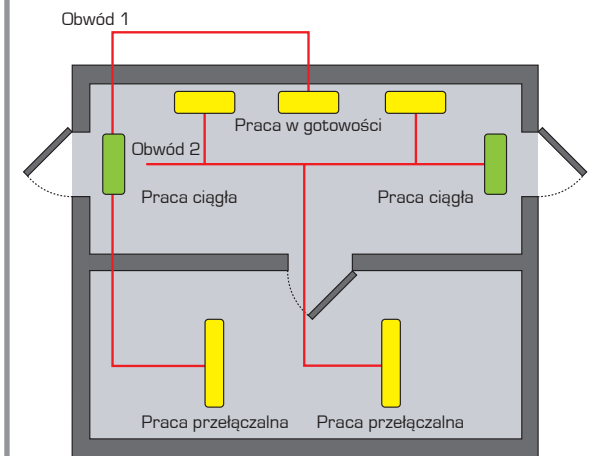 Obwód 1
Praca w gotowości
Obwód 2
Praca ciągła
Praca ciągła
Praca przełączalna
Praca przełączalna